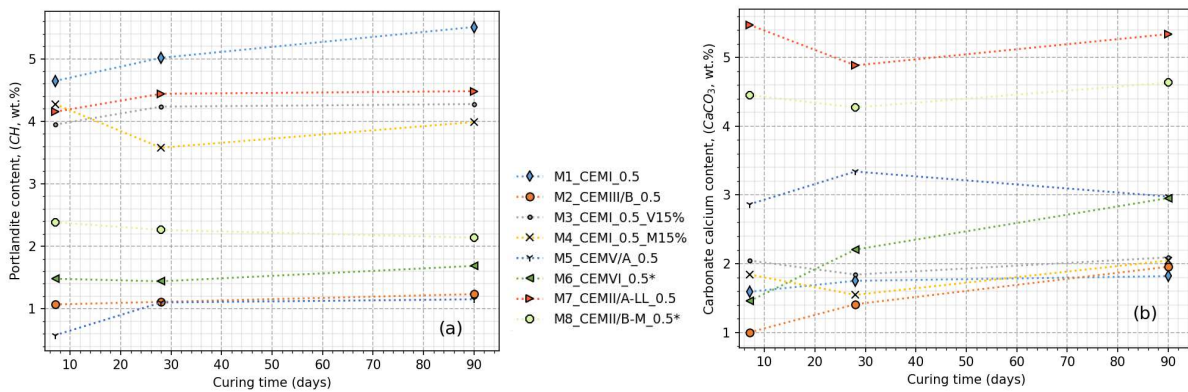 Portlandite content, (CH, wt.%)
5
4
3
2
1
10 20 30 40 50 60 70 80 90
Curing time (days)
(a)
M1_CEMI_0.5
M2_CEMIII/B_0.5
M3_CEMI_0.5_V15%
M4_CEMI_0.5_M15%
M5_CEMV/A_0.5
M6_CEMVI_0.5*
M7_CEMII/A-LL_0.5
M8_CEMII/B-M_0.5*
Carbonate calcium content, (CaCO₃, wt.%)
5
4
3
2
1
10 20 30 40 50 60 70 80 90
Curing time (days)
(b)